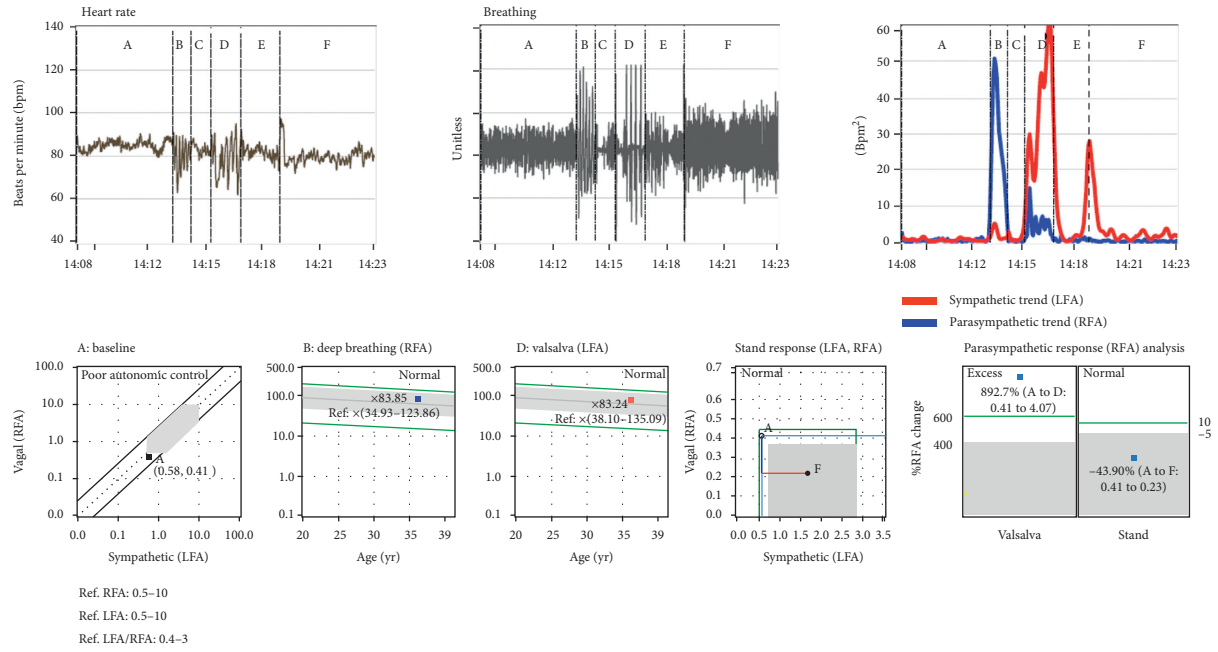 Heart rate
140
120
100
80
60
40
Beats per minute (bpm)
A
B
C
D
E
F
14:08
14:12
14:15
14:18
14:21
14:23
Breathing
Unitless
A
B
C
D
E
F
14:08
14:12
14:15
14:18
14:21
14:23
60
50
40
30
20
10
0
(Bpm²)
A
B
C
D
E
F
14:08
14:12
14:15
14:18
14:21
14:23
Sympathetic trend (LFA)
Parasympathetic trend (RFA)
A: baseline
100.0
10.0
1.0
0.1
0.0
Vagal (RFA)
Poor autonomic control
A
(0.58, 0.41 )
0.0
0.1
1.0
10.0
100.0
Sympathetic (LFA)
B: deep breathing (RFA)
500.0
100.0
10.0
1.0
0.1
Normal
×83.85
Ref: ×(34.93–123.86)
20
25
30
35
39
Age (yr)
D: valsalva (LFA)
500.0
100.0
10.0
1.0
0.1
Normal
×83.24
Ref: ×(38.10–135.09)
20
25
30
35
39
Age (yr)
Stand response (LFA, RFA)
0.7
0.6
0.5
0.4
0.3
0.2
0.1
0.0
Vagal (RFA)
Normal
A
F
0.0
0.5
1.0
1.5
2.0
2.5
3.0
3.5
Sympathetic (LFA)
Parasympathetic response (RFA) analysis
%RFA change
600
400
Excess
892.7% (A to D:
0.41 to 4.07)
Normal
–43.90% (A to F:
0.41 to 0.23)
10
–5
Valsalva
Stand
Ref. RFA: 0.5–10
Ref. LFA: 0.5–10
Ref. LFA/RFA: 0.4–3